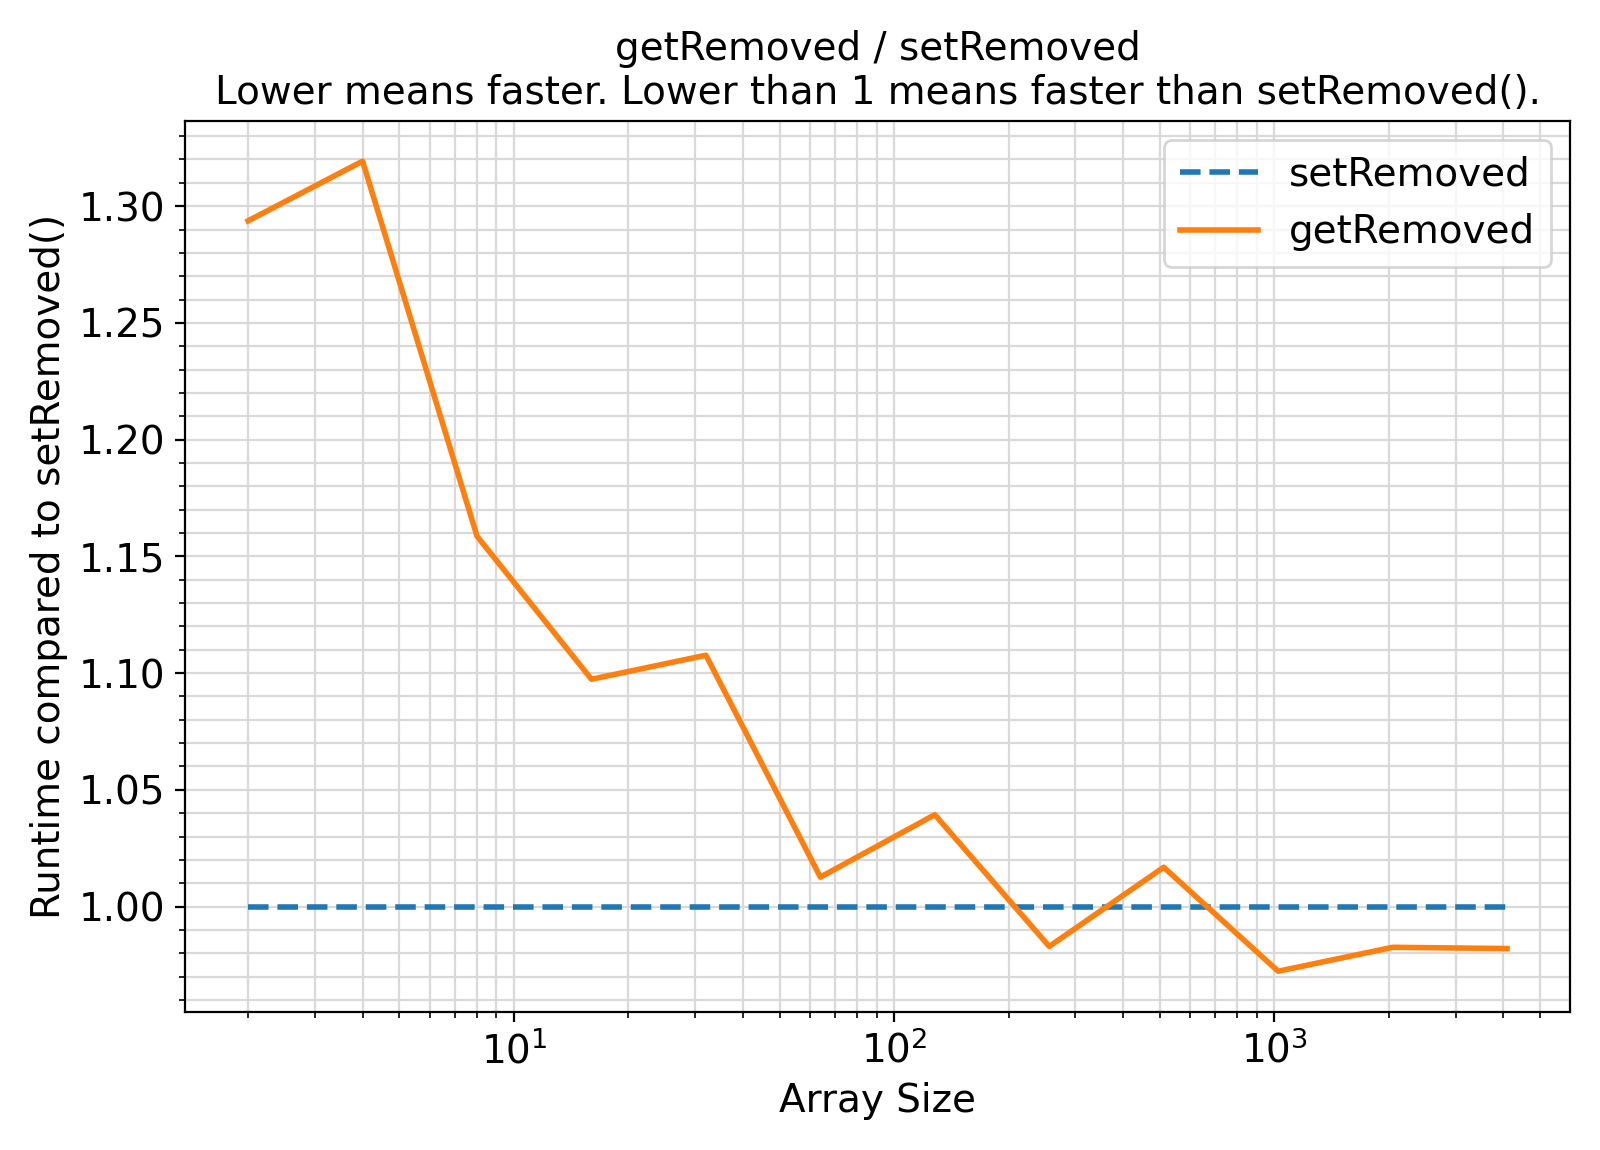 getRemoved / setRemoved
Lower means faster. Lower than 1 means faster than setRemoved().
setRemoved
getRemoved
Runtime compared to setRemoved()
1.30
1.25
1.20
1.15
1.10
1.05
1.00
10¹ 10² 10³
Array Size